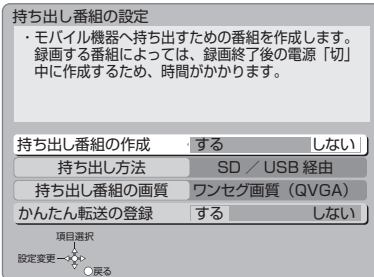 持ち出し番組の設定
・モバイル機器へ持ち出すための番組を作成します。
録画する番組によっては、録画終了後の電源「切」
中に作成するため、時間がかかります。
持ち出し番組の作成 する しない
持ち出し方法 SD ／ USB 経由
持ち出し番組の画質 ワンセグ画質（QVGA）
かんたん転送の登録 する しない
項目選択
設定変更
戻る